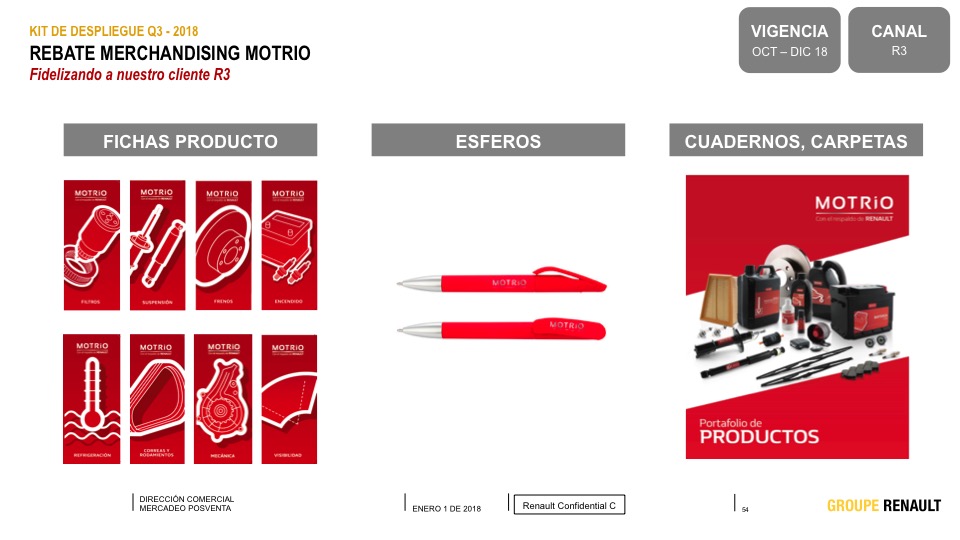 KIT DE DESPLIEGUE Q3 - 2018
REBATE MERCHANDISING MOTRIO
Fidelizando a nuestro cliente R3
VIGENCIA
OCT – DIC 18
CANAL
R3
FICHAS PRODUCTO
ESFEROS
CUADERNOS, CARPETAS
MOTRIO
FILTROS
MOTRIO
SUSPENSIÓN
MOTRIO
FRENOS
MOTRIO
ENCENDIDO
MOTRIO
REFRIGERACIÓN
MOTRIO
CORREAS Y
RODAMIENTOS
MOTRIO
MECÁNICA
MOTRIO
VISIBILIDAD
MOTRIO
MOTRIO
MOTRIO
Con el respaldo de RENAULT
Portafolio de
PRODUCTOS
DIRECCIÓN COMERCIAL
MERCADEO POSVENTA
ENERO 1 DE 2018
Renault Confidential C
54
GROUPE RENAULT